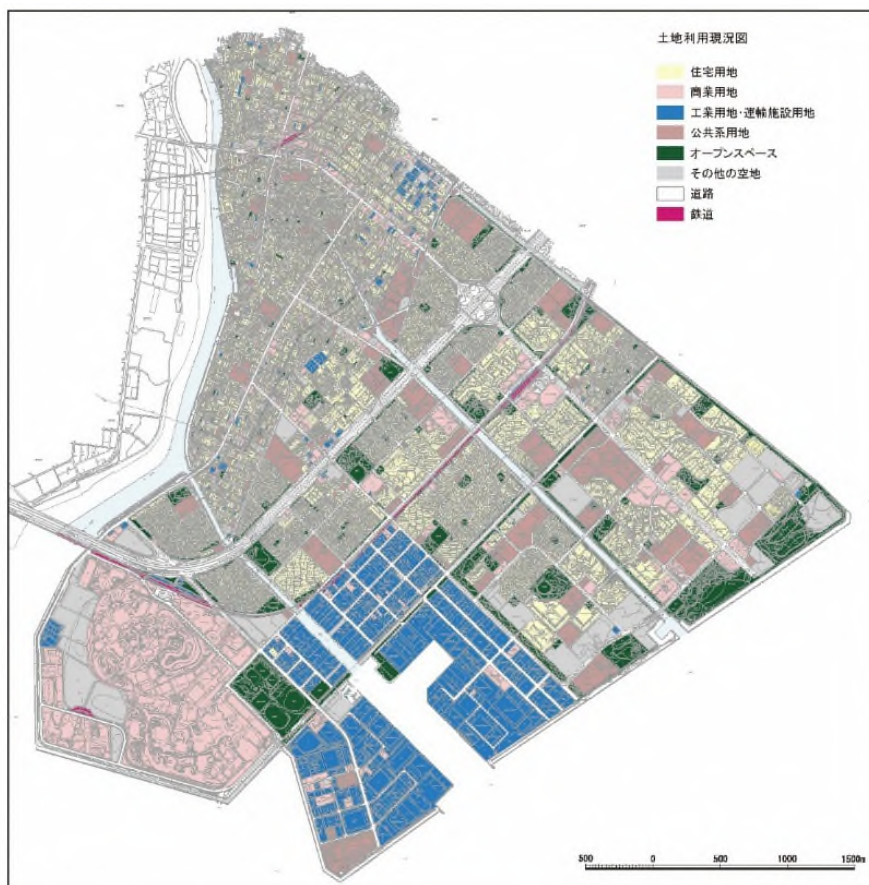 土地利用現況図
住宅用地
商業用地
工業用地・運輸施設用地
公共系用地
オープンスペース
その他の空地
道路
鉄道
500 0 500 1000 1500m